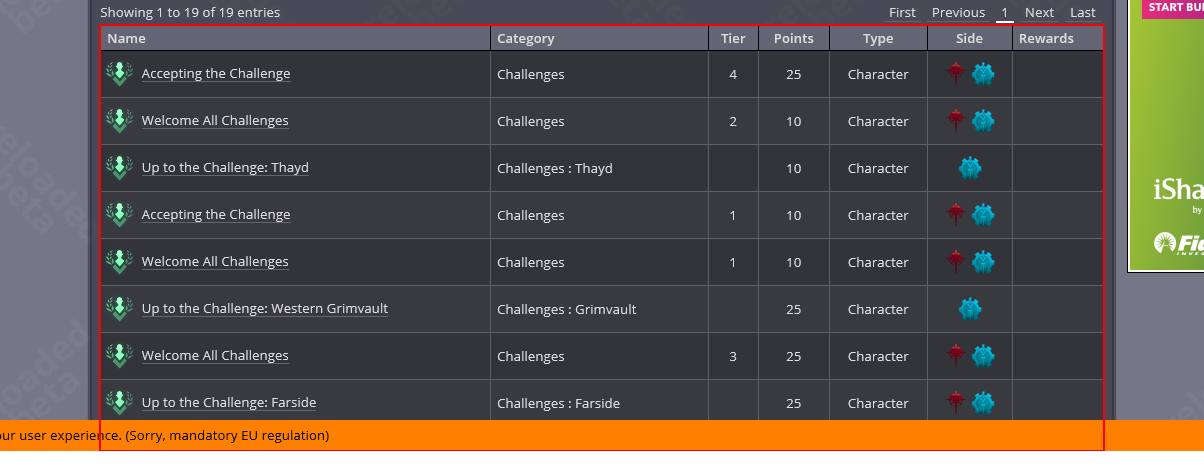 Showing 1 to 19 of 19 entries First Previous 1 Next Last
Name Category Tier Points Type Side Rewards
Accepting the Challenge Challenges 4 25 Character
Welcome All Challenges Challenges 2 10 Character
Up to the Challenge: Thayd Challenges : Thayd 10 Character
Accepting the Challenge Challenges 1 10 Character
Welcome All Challenges Challenges 1 10 Character
Up to the Challenge: Western Grimvault Challenges : Grimvault 25 Character
Welcome All Challenges Challenges 3 25 Character
Up to the Challenge: Farside Challenges : Farside 25 Character
our user experience. (Sorry, mandatory EU regulation)
START BUI
iSha
by
Fid
INVES
reloaded
beta